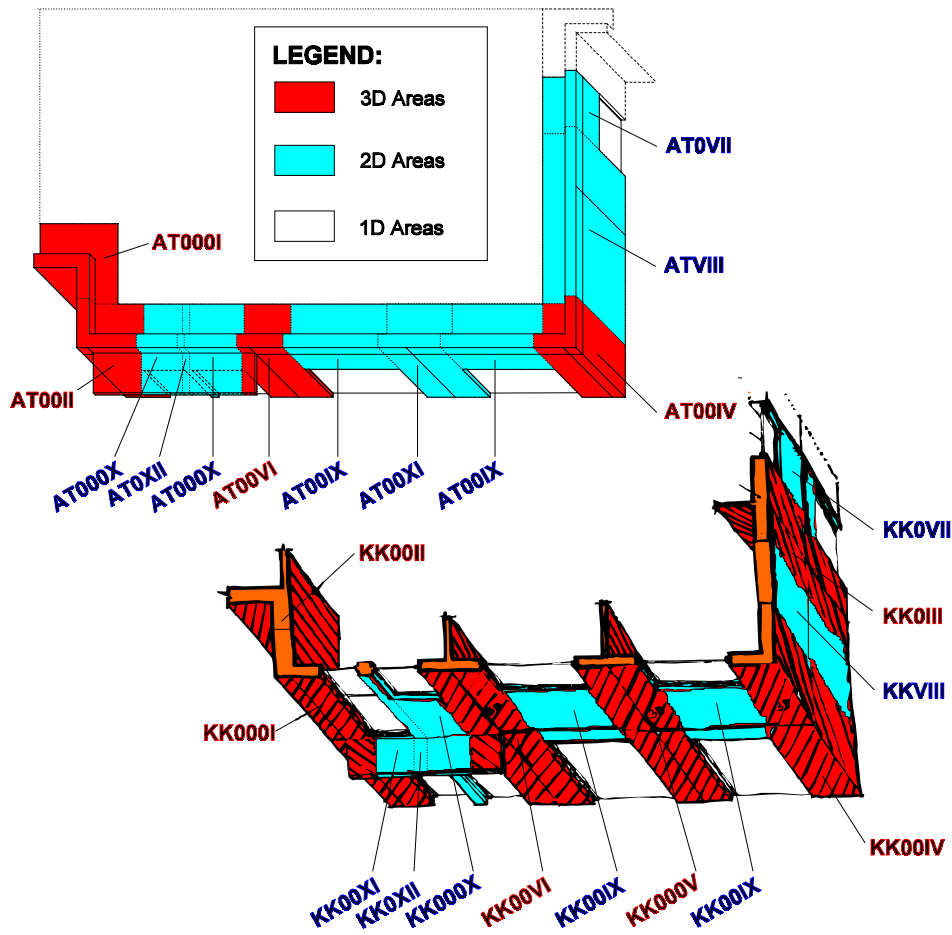 LEGEND:
3D Areas
2D Areas
1D Areas
AT0VII
AT000I
ATVIII
AT00II
AT00IV
AT000X
AT0XII
AT000X
AT00VI
AT00IX
AT00XI
AT00IX
KK0VII
KK00II
KK0III
KKVIII
KK000I
KK00IV
KK00XI
KK0XII
KK000X
KK00VI
KK00IX
KK000V
KK00IX